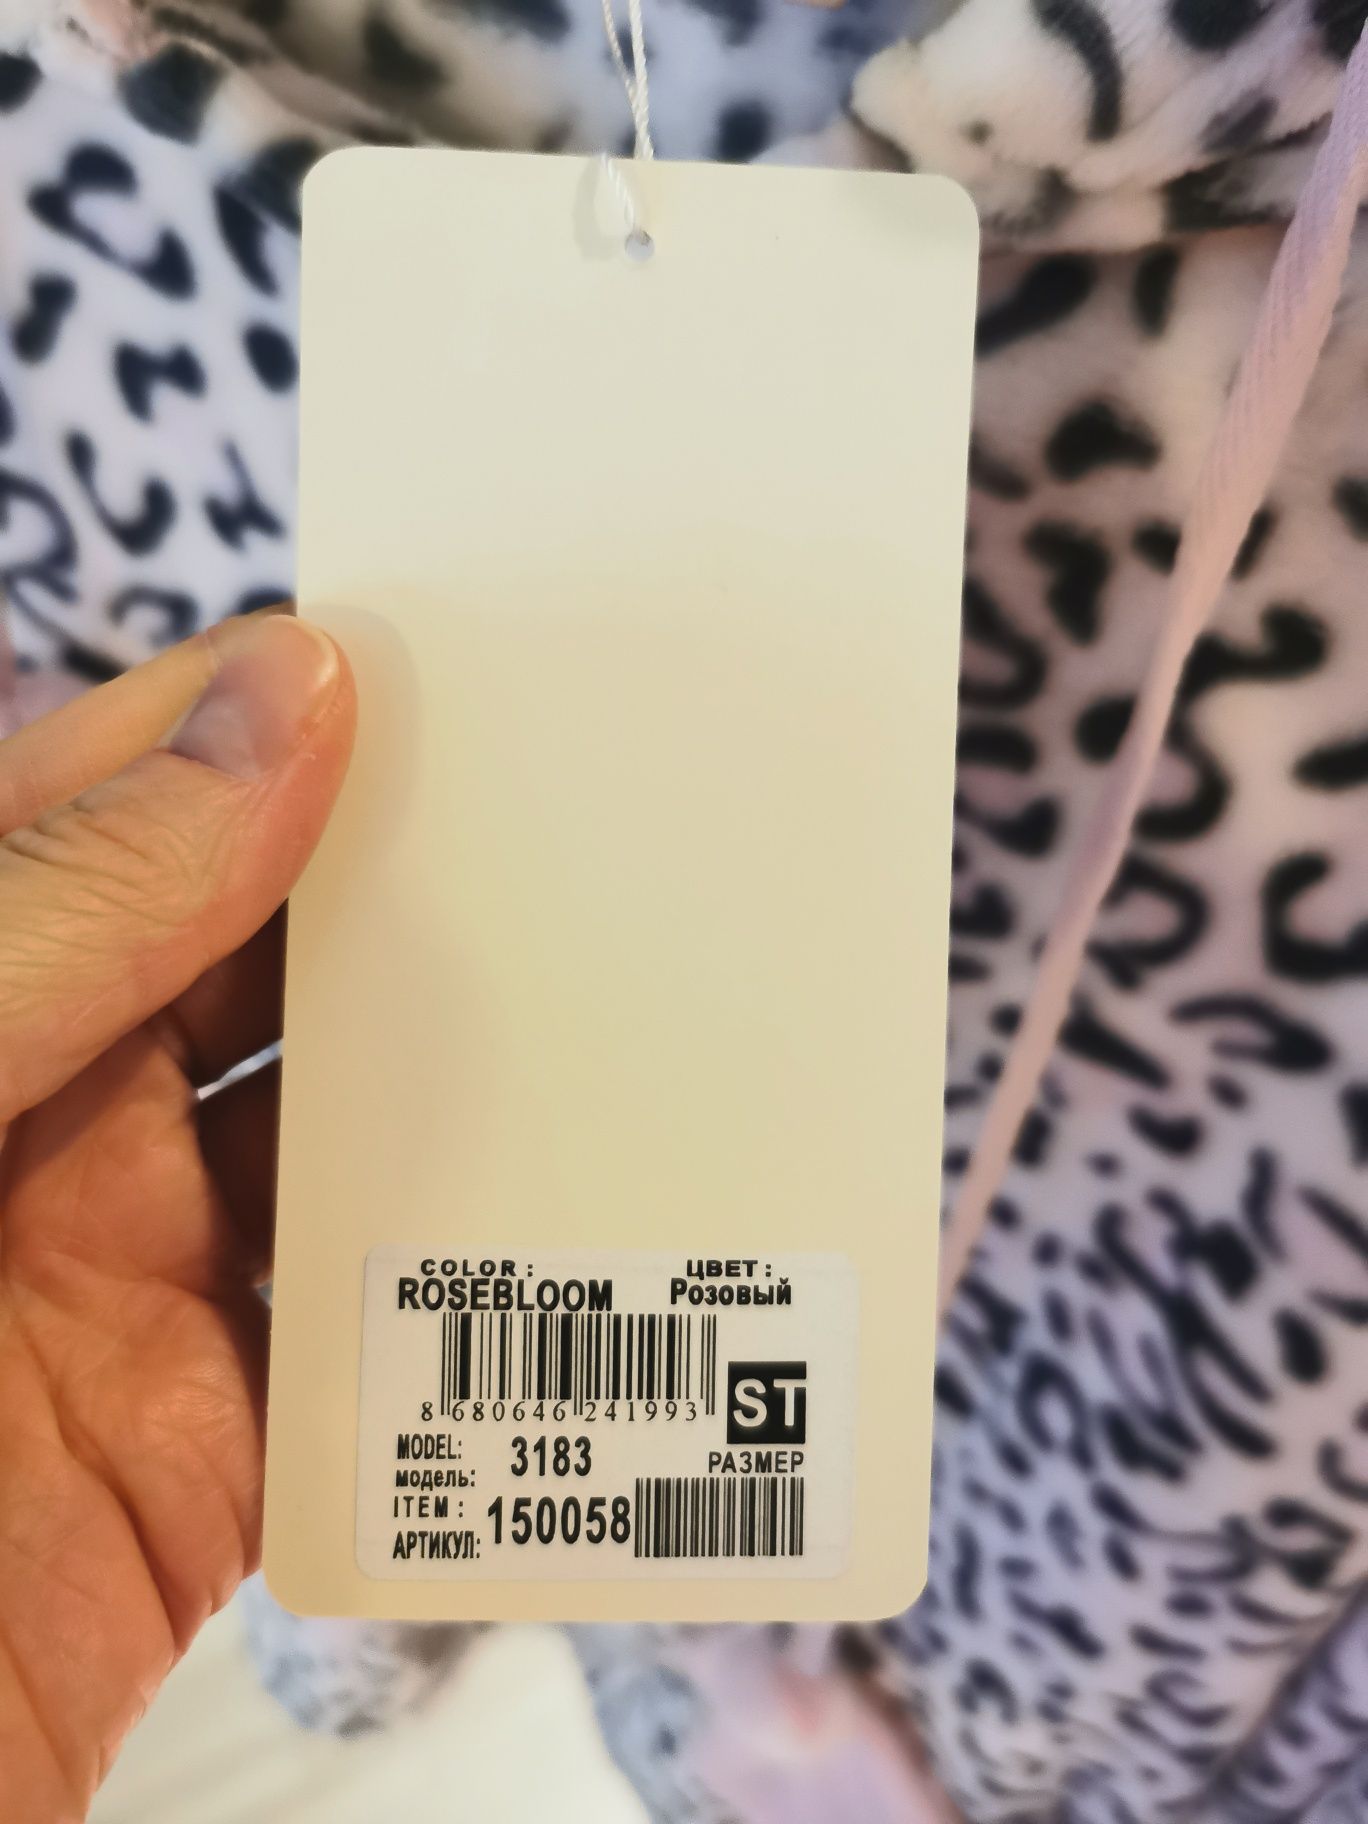 COLOR: ЦВЕТ:
ROSEBLOOM Розовый
8 680646 241993
ST
MODEL: 3183 РАЗМЕР
модель:
ITEM: 150058
АРТИКУЛ: